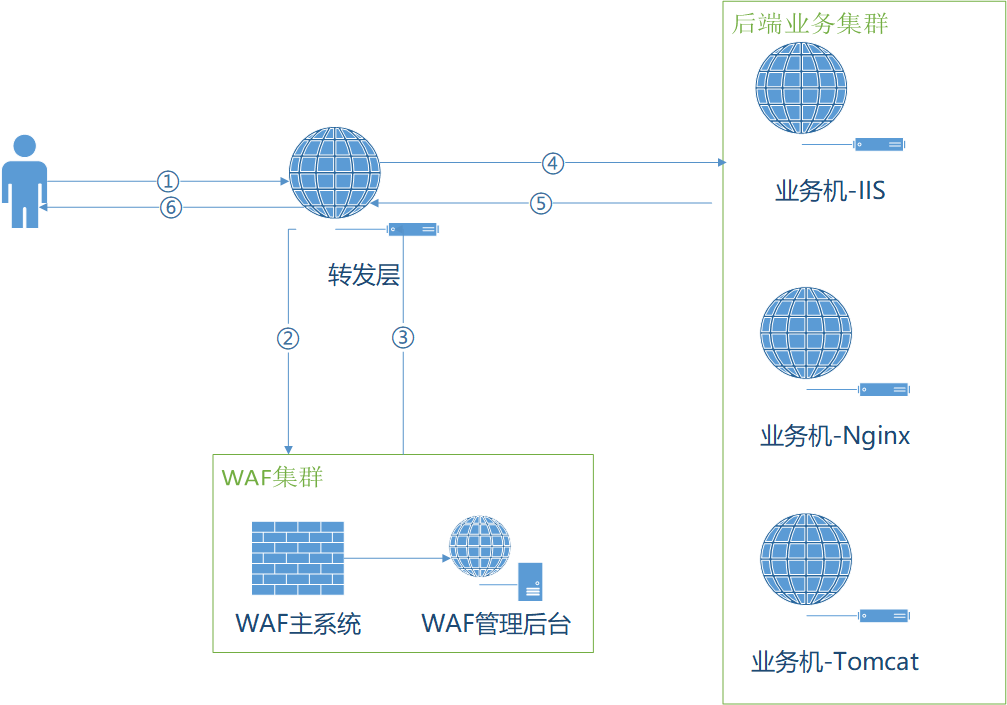 后端业务集群
业务机-IIS
①
④
⑥
⑤
转发层
②
③
业务机-Nginx
WAF集群
WAF主系统
WAF管理后台
业务机-Tomcat